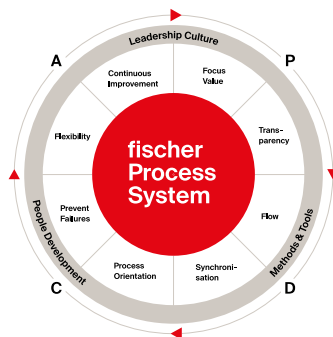 Leadership Culture
A
P
Continuous
Improvement
Focus
Value
Flexibility
Trans-
parency
fischer
Process
System
Prevent
Failures
Flow
Process
Orientation
Synchroni-
sation
People Development
Methods & Tools
C
D